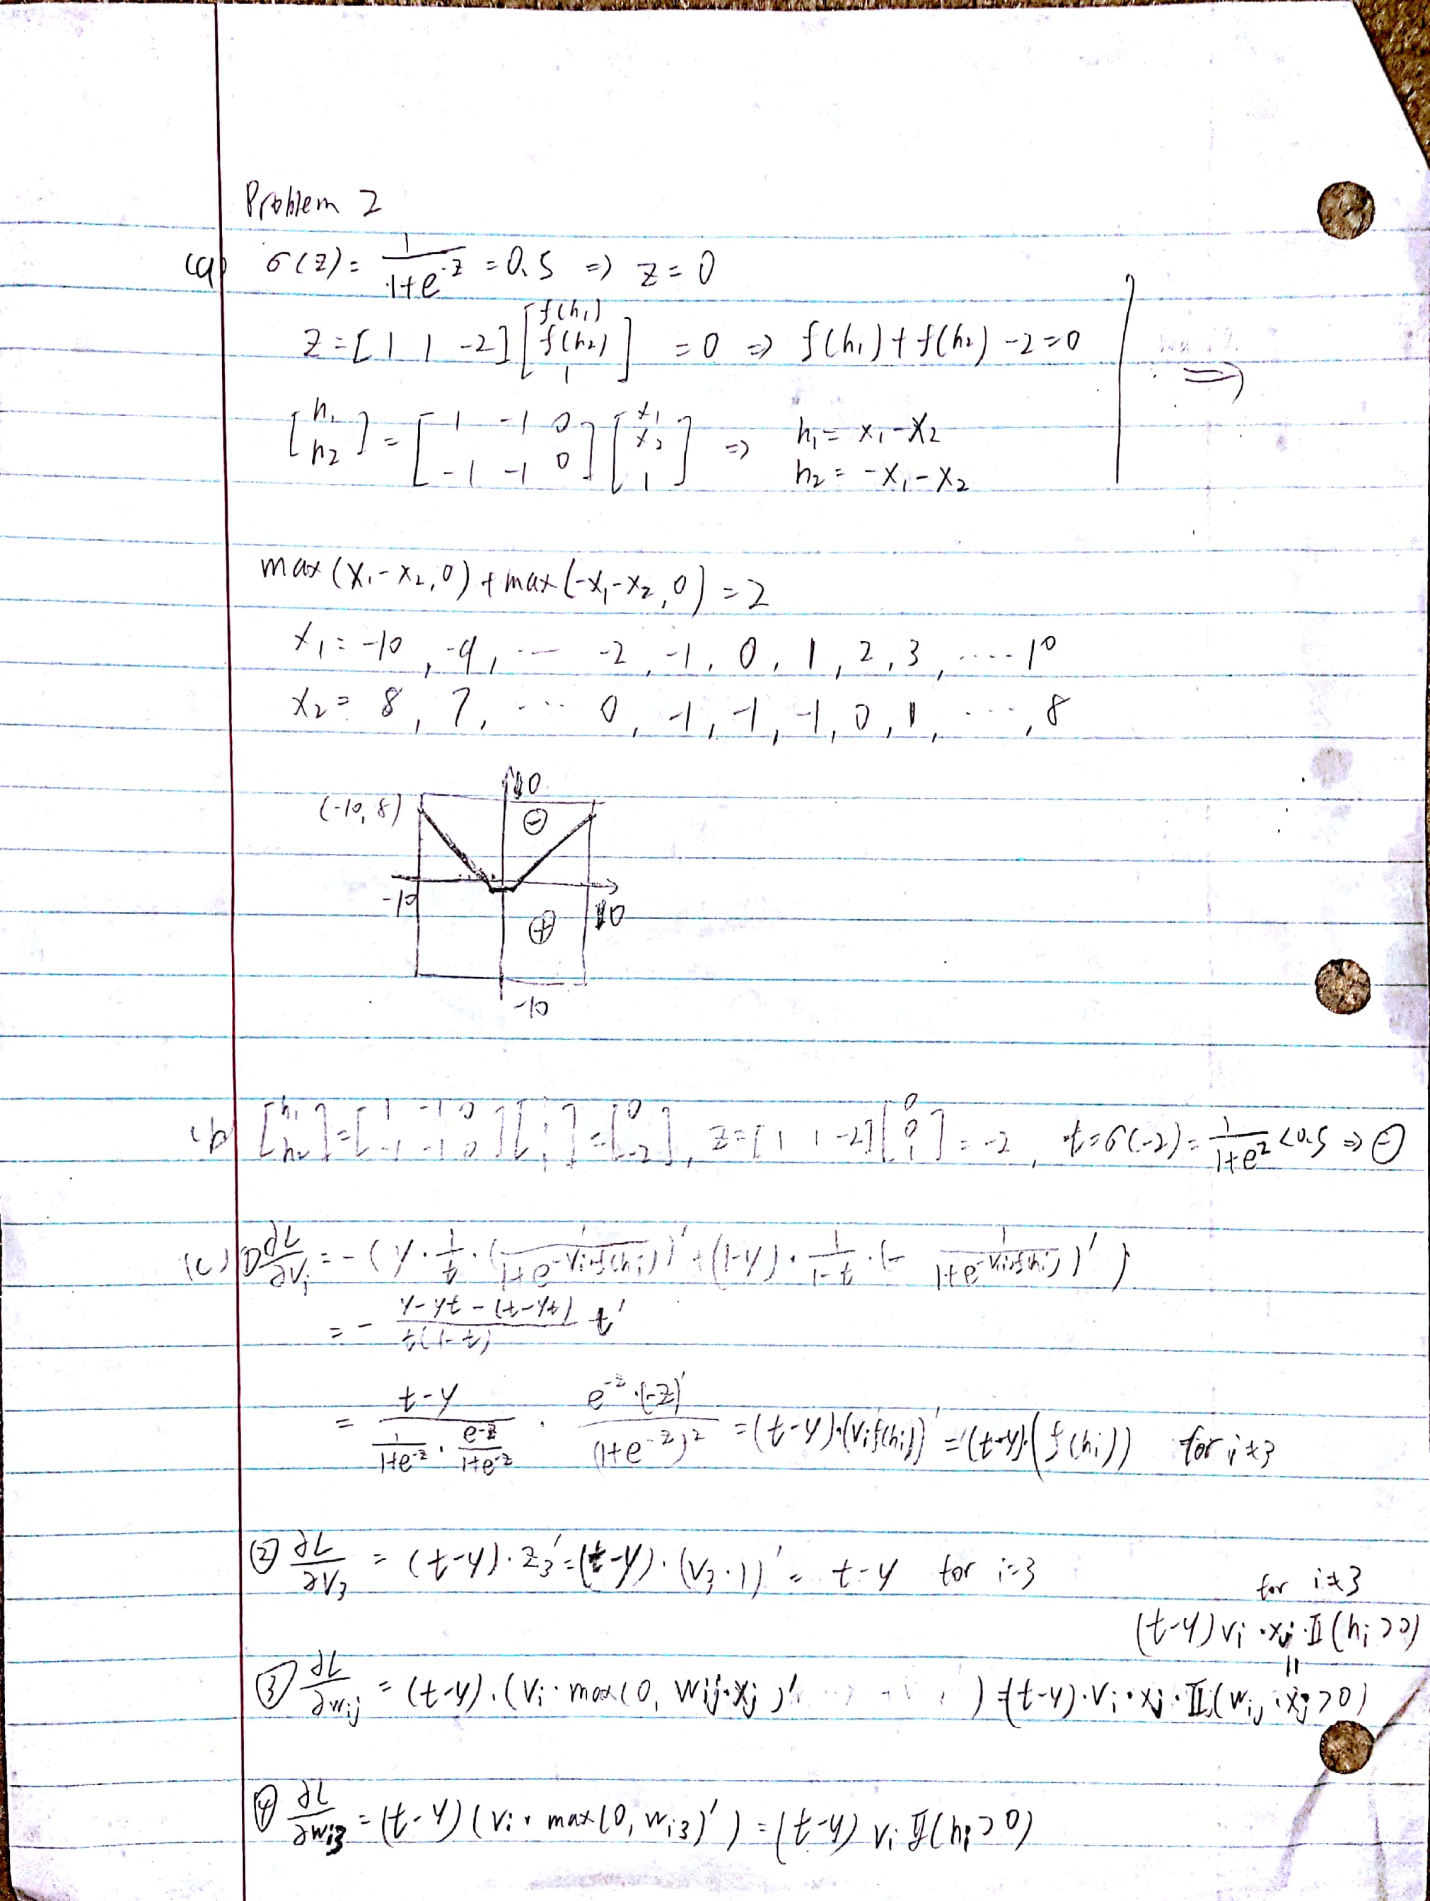 Problem 2
(a) σ(z) = 1/(1+e^-z) = 0.5 => z = 0
z = [1 1 -2] [f(h₁) f(h₂) 1] = 0 => f(h₁) + f(h₂) - 2 = 0
=>
[h₁ h₂] = [1 -1 0; -1 -1 0] [x₁ x₂ 1] => h₁ = x₁ - x₂
h₂ = -x₁ - x₂
max(x₁-x₂, 0) + max(-x₁-x₂, 0) = 2
x₁ = -10, -9, ... -2, -1, 0, 1, 2, 3, .... 10
x₂ = 8, 7, ... 0, -1, -1, -1, 0, 1 ..., 8
10
(-10, 8)
⊖
-10
10
⊕
-10
(b) [h₁ h₂] = [1 -1 0; -1 -1 0] [1 1 1] = [0 -2], z = [1 1 -2] [0 0 1] = -2, t = σ(-2) = 1/(1+e²) < 0.5 => ⊖
(c) ① ∂L/∂vᵢ = -(y · 1/t · (1/(1+e^-vᵢ·f(hᵢ)))' + (1-y) · 1/(1-t) · (- 1/(1+e^-vᵢ·f(hᵢ)))')
= - (y-yt-(t-yt))/(t(1-t)) t'
= (t-y)/(1/(1+e^-z) · e^-z/(1+e^-z)) · (e^-z·(-z)')/(1+e^-z)² = (t-y)·(vᵢf(hᵢ))' = (t-y)·(f(hᵢ)) for i≠3
② ∂L/∂v₃ = (t-y)·z₃' = (t-y)·(v₃·1)' = t-y for i=3
for i≠3
(t-y)vᵢ·xⱼ·𝕀(hᵢ>0)
||
③ ∂L/∂wᵢⱼ = (t-y)·(vᵢ·max(0, wᵢⱼ·xⱼ)' ) = (t-y)·vᵢ·xⱼ·𝕀(wᵢⱼ·xⱼ>0)
④ ∂L/∂wᵢ₃ = (t-y)(vᵢ·max(0, wᵢ₃)') = (t-y) vᵢ 𝕀(hᵢ>0)